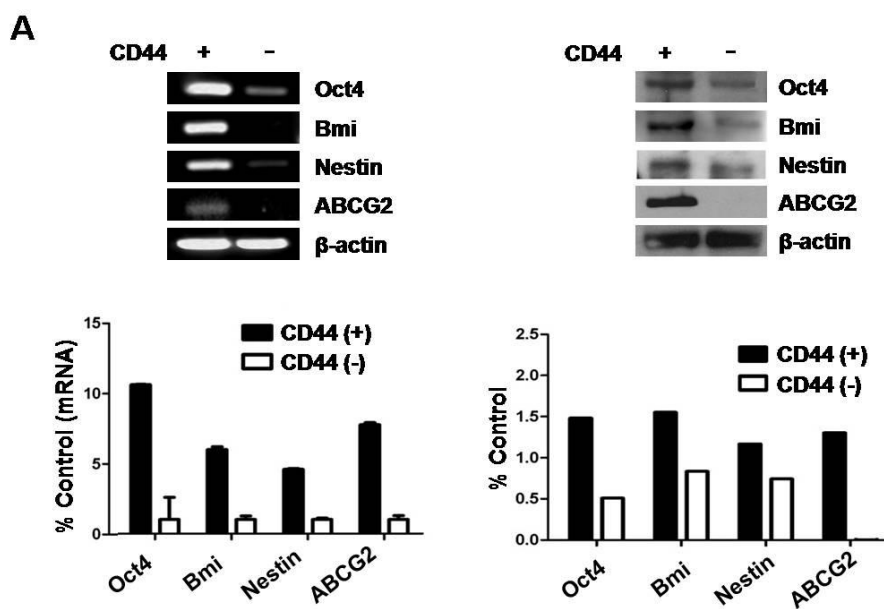 A
CD44 + -
Oct4
Bmi
Nestin
ABCG2
β-actin
CD44 + -
Oct4
Bmi
Nestin
ABCG2
β-actin
% Control (mRNA)
15
10
5
0
CD44 (+)
CD44 (-)
Oct4
Bmi
Nestin
ABCG2
% Control
2.5
2.0
1.5
1.0
0.5
0.0
CD44 (+)
CD44 (-)
Oct4
Bmi
Nestin
ABCG2